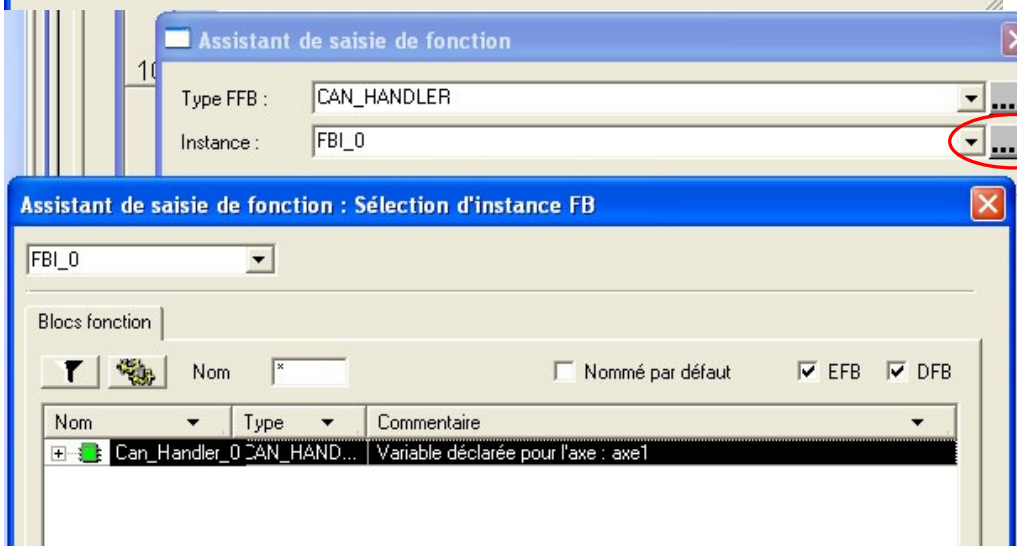 Assistant de saisie de fonction
10
Type FFB : CAN_HANDLER ...
Instance : FBI_0 ...
Assistant de saisie de fonction : Sélection d'instance FB
FBI_0
Blocs fonction
Nom * Nommé par défaut EFB DFB
Nom Type Commentaire
Can_Handler_0 CAN_HAND... Variable déclarée pour l'axe : axe1